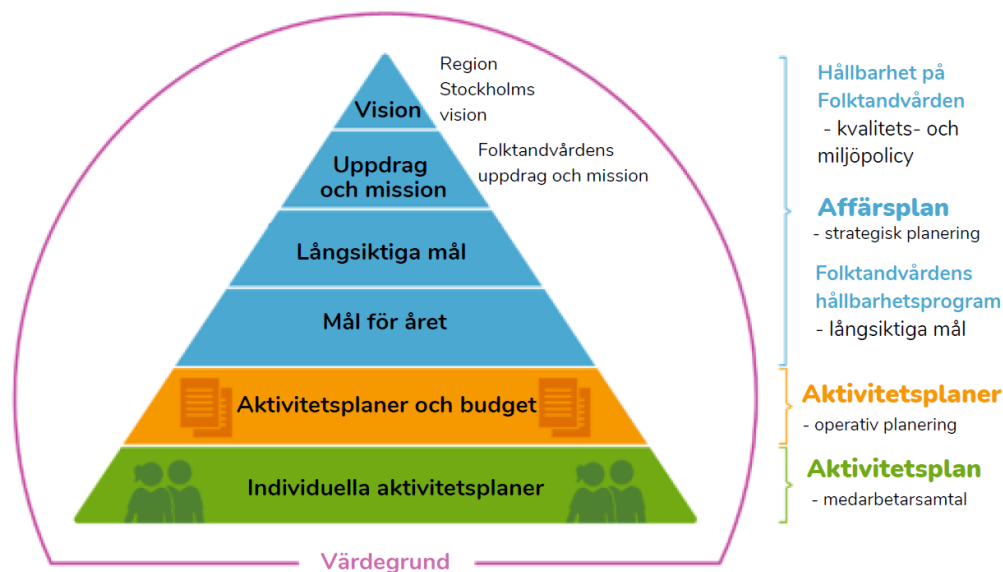 Region
Stockholms
vision
Vision
Folktandvårdens
uppdrag och mission
Uppdrag
och mission
Långsiktiga mål
Mål för året
Aktivitetsplaner och budget
Individuella aktivitetsplaner
Värdegrund
Hållbarhet på
Folktandvården
- kvalitets- och
miljöpolicy
Affärsplan
- strategisk planering
Folktandvårdens
hållbarhetsprogram
- långsiktiga mål
Aktivitetsplaner
- operativ planering
Aktivitetsplan
- medarbetarsamtal